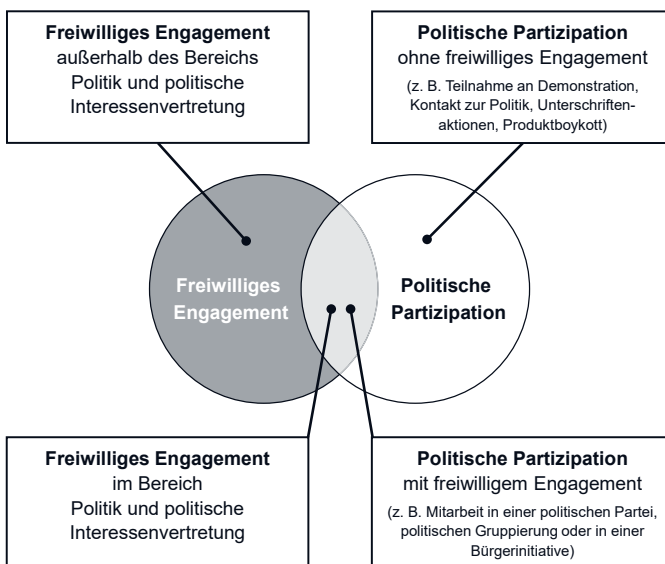 Freiwilliges Engagement
außerhalb des Bereichs
Politik und politische
Interessenvertretung
Politische Partizipation
ohne freiwilliges Engagement
(z. B. Teilnahme an Demonstration,
Kontakt zur Politik, Unterschriften-
aktionen, Produktboykott)
Freiwilliges
Engagement
Politische
Partizipation
Freiwilliges Engagement
im Bereich
Politik und politische
Interessenvertretung
Politische Partizipation
mit freiwilligem Engagement
(z. B. Mitarbeit in einer politischen Partei,
politischen Gruppierung oder in einer
Bürgerinitiative)